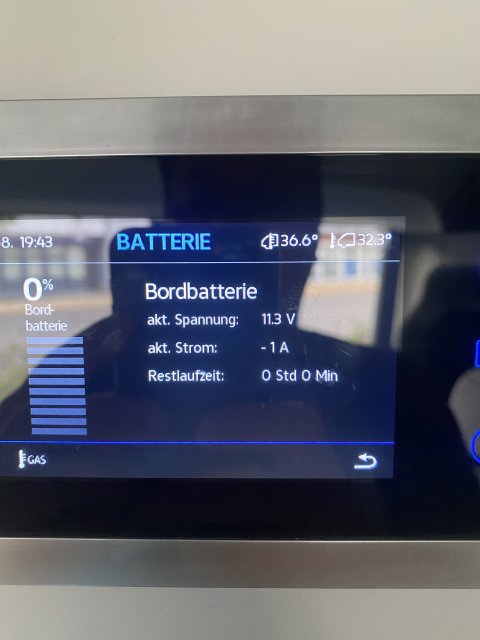 8. 19:43 BATTERIE 36.6° 32.3°
0%
Bord-
batterie
Bordbatterie
akt. Spannung: 11.3 V
akt. Strom: - 1 A
Restlaufzeit: 0 Std 0 Min
GAS